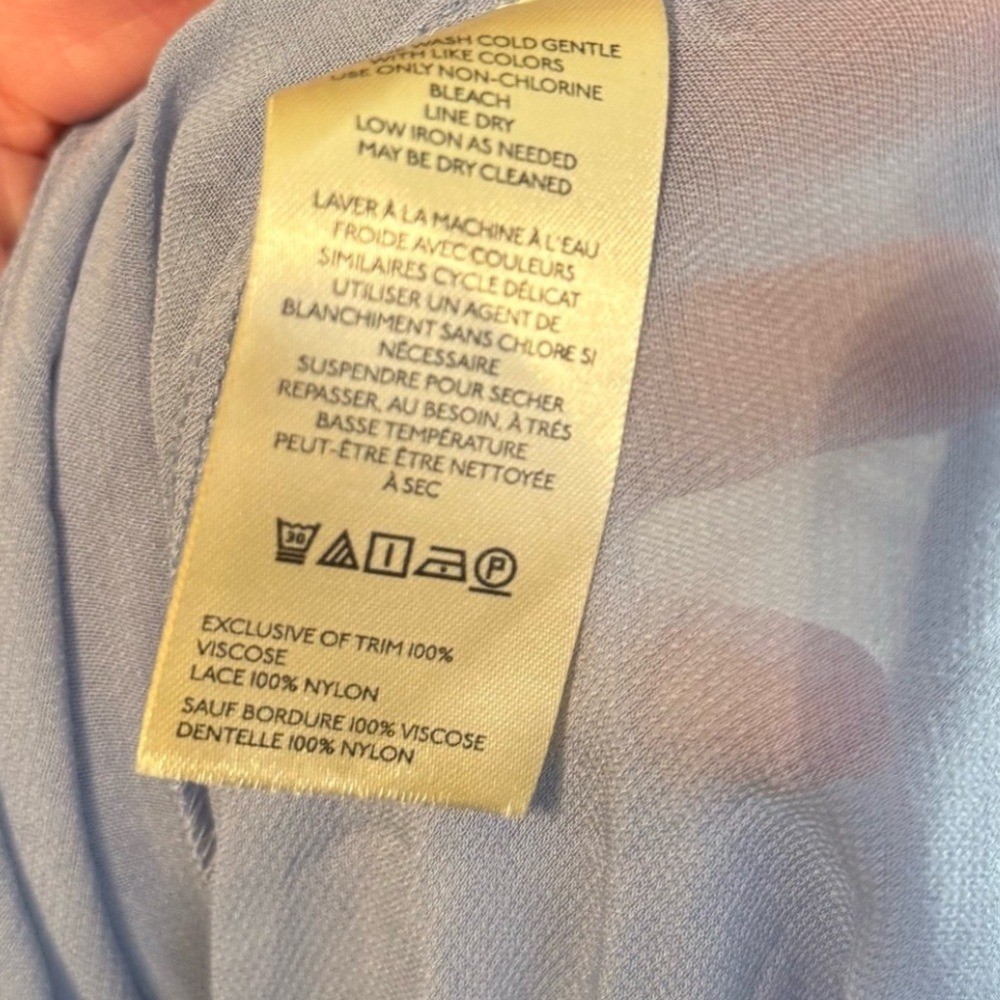 WASH COLD GENTLE
WITH LIKE COLORS
USE ONLY NON-CHLORINE
BLEACH
LINE DRY
LOW IRON AS NEEDED
MAY BE DRY CLEANED
LAVER À LA MACHINE À L'EAU
FROIDE AVEC COULEURS
SIMILAIRES CYCLE DÉLICAT
UTILISER UN AGENT DE
BLANCHIMENT SANS CHLORE SI
NÉCESSAIRE
SUSPENDRE POUR SECHER
REPASSER, AU BESOIN, À TRÉS
BASSE TEMPÉRATURE
PEUT-ÊTRE ÊTRE NETTOYÉE
À SEC
30 P
EXCLUSIVE OF TRIM 100%
VISCOSE
LACE 100% NYLON
SAUF BORDURE 100% VISCOSE
DENTELLE 100% NYLON